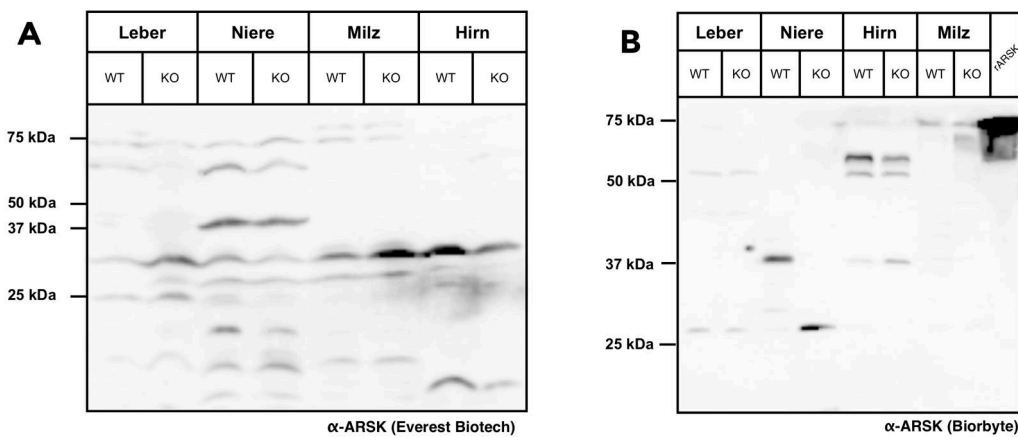 A
Leber Niere Milz Hirn
WT KO WT KO WT KO WT KO
75 kDa
50 kDa
37 kDa
25 kDa
α-ARSK (Everest Biotech)
B
Leber Niere Hirn Milz rARSK
WT KO WT KO WT KO WT KO
75 kDa
50 kDa
37 kDa
25 kDa
α-ARSK (Biorbyte)